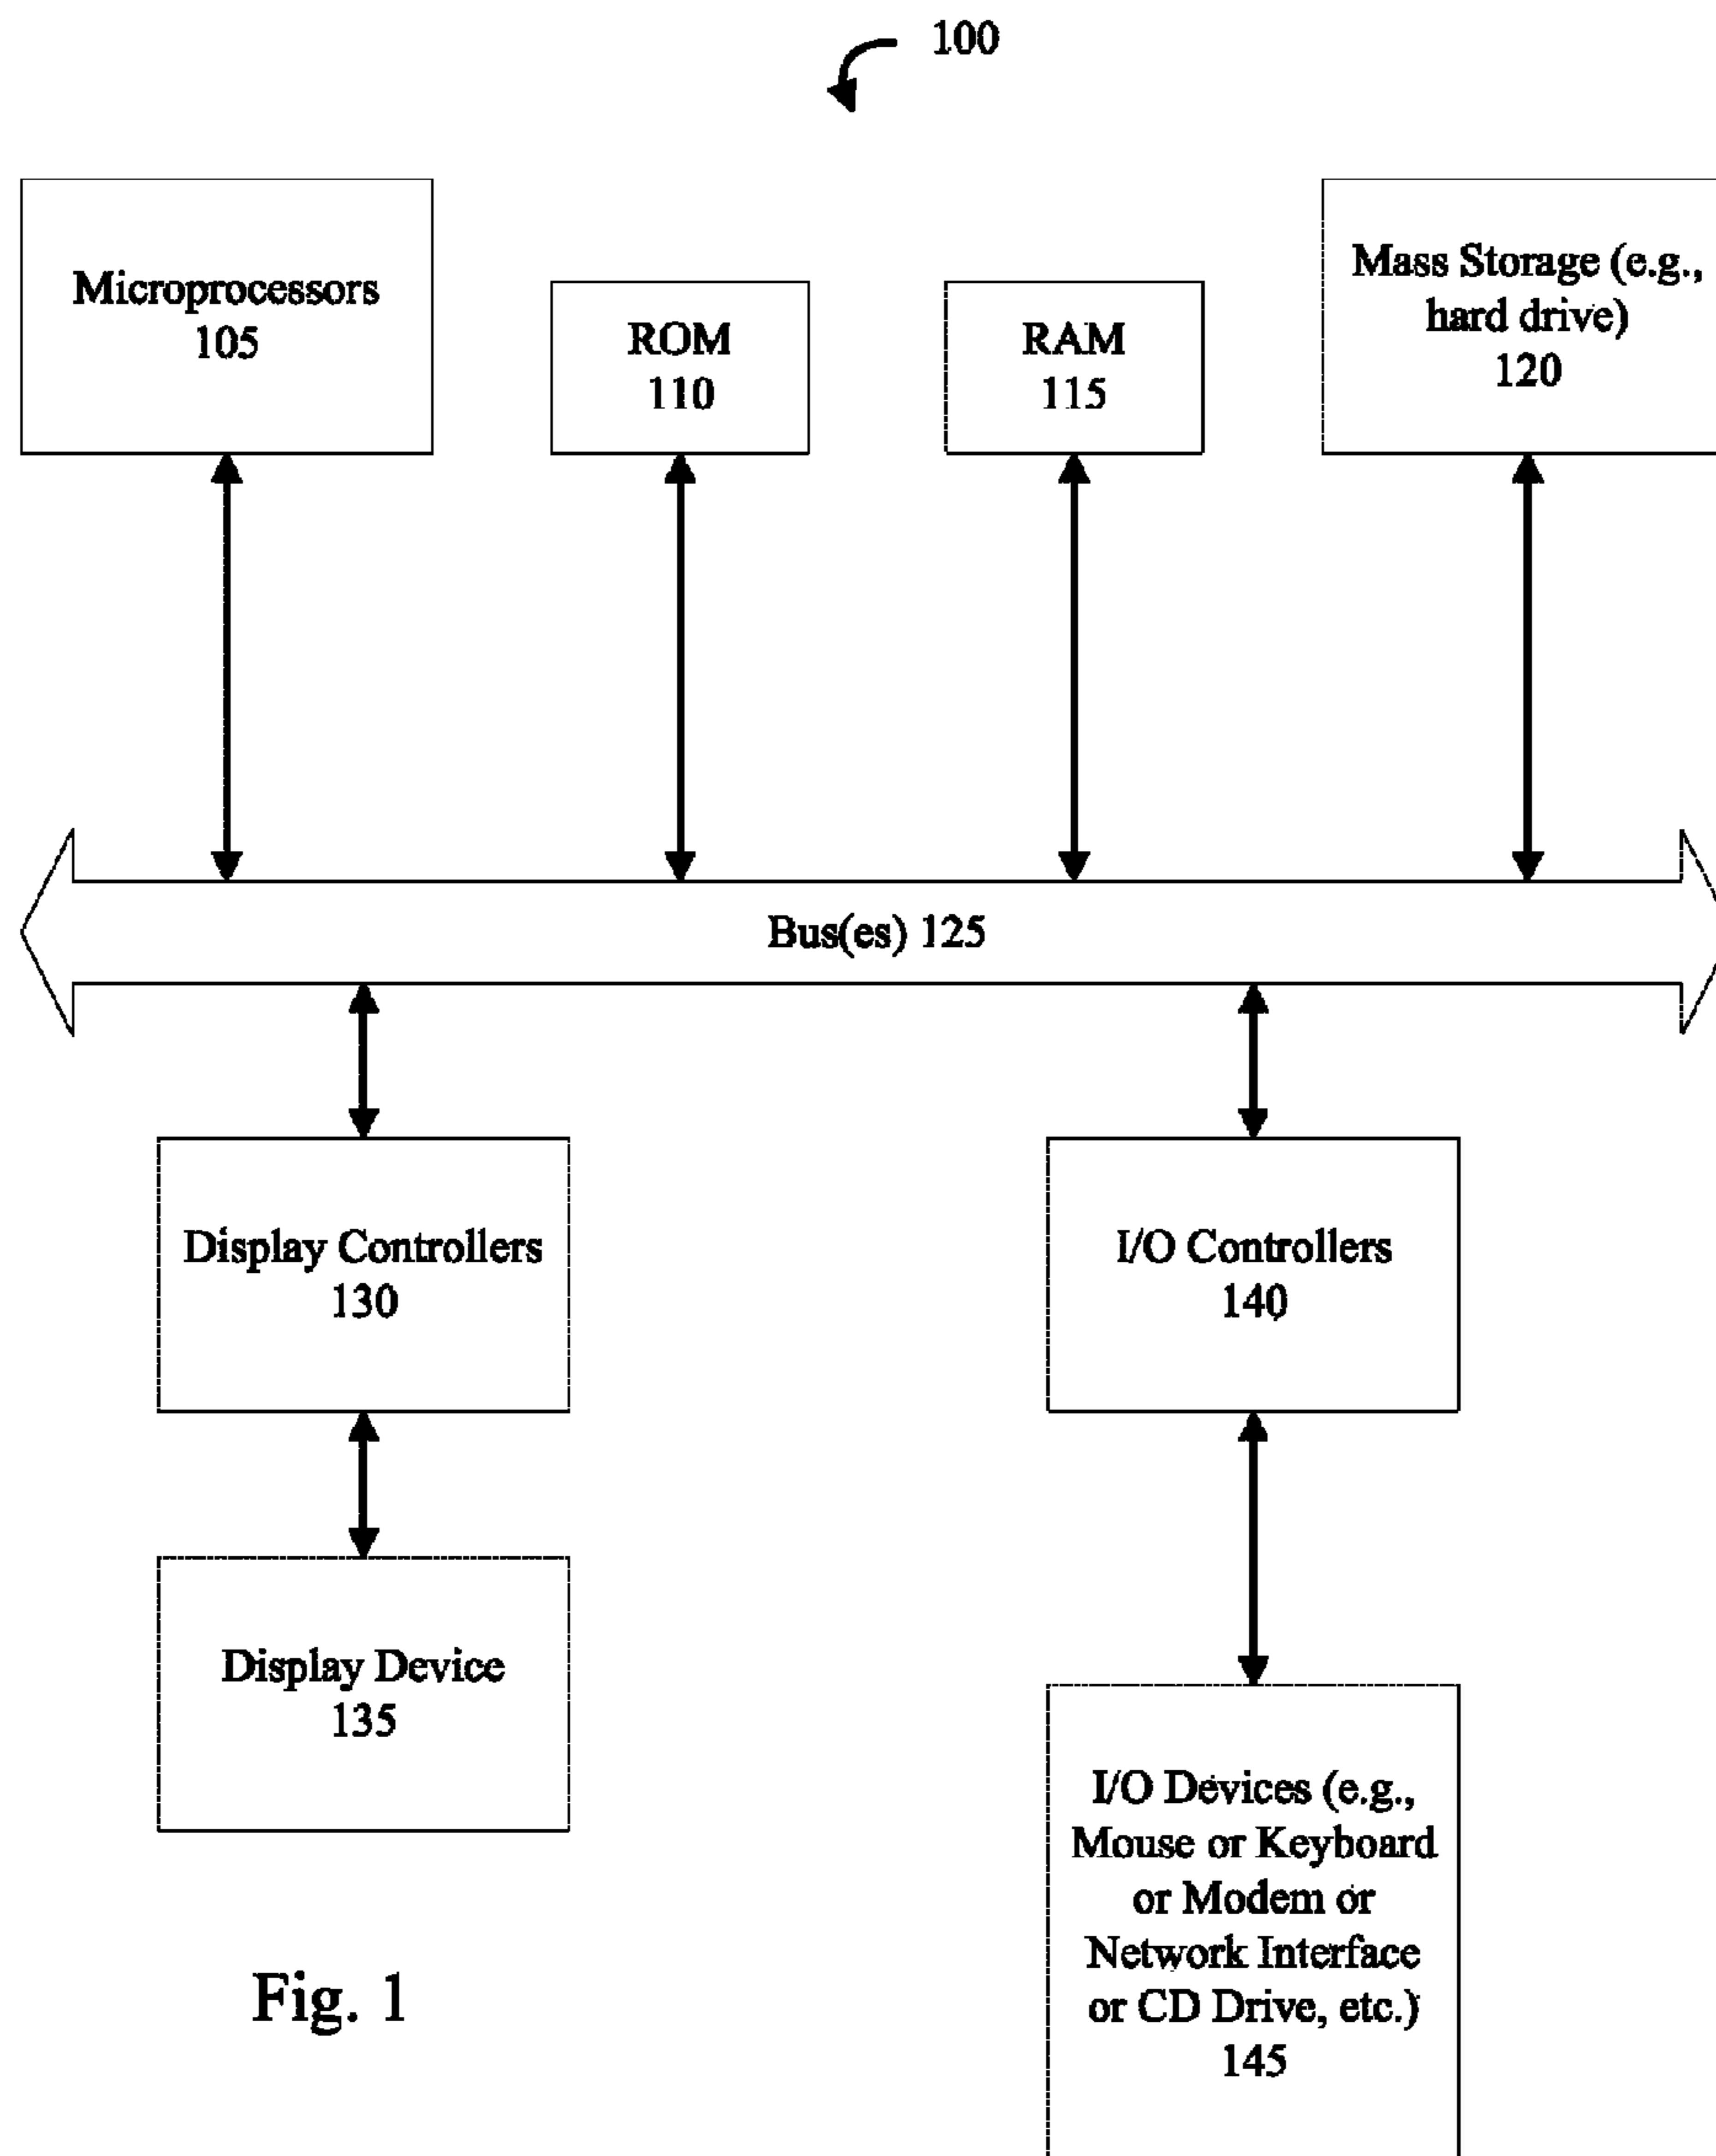 100
Microprocessors
105
ROM
110
RAM
115
Mass Storage (e.g.,
hard drive)
120
Bus(es) 125
Display Controllers
130
I/O Controllers
140
Display Device
135
I/O Devices (e.g.,
Mouse or Keyboard
or Modem or
Network Interface
or CD Drive, etc.)
145
Fig. 1